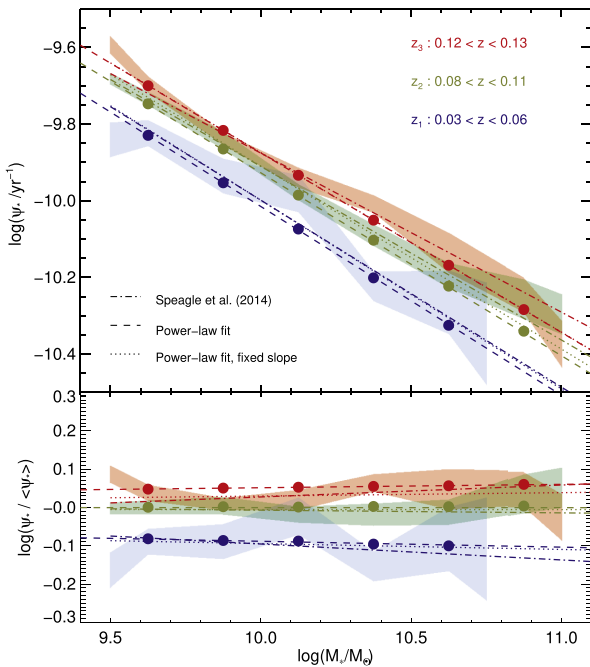 −9.6
−9.8
−10.0
−10.2
−10.4
log(ψ* /yr⁻¹)
z₃ : 0.12 < z < 0.13
z₂ : 0.08 < z < 0.11
z₁ : 0.03 < z < 0.06
Speagle et al. (2014)
Power−law fit
Power−law fit, fixed slope
0.3
0.2
0.1
−0.0
−0.1
−0.2
−0.3
log(ψ* / <ψ*>)
9.5 10.0 10.5 11.0
log(M*/M☉)